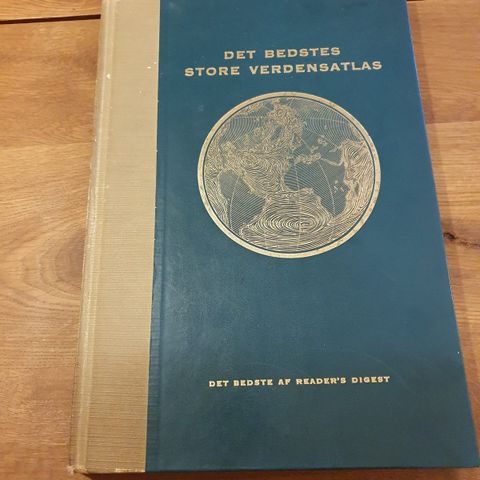 DET BEDSTES
STORE VERDENSATLAS
DET BEDSTE AF READER'S DIGEST